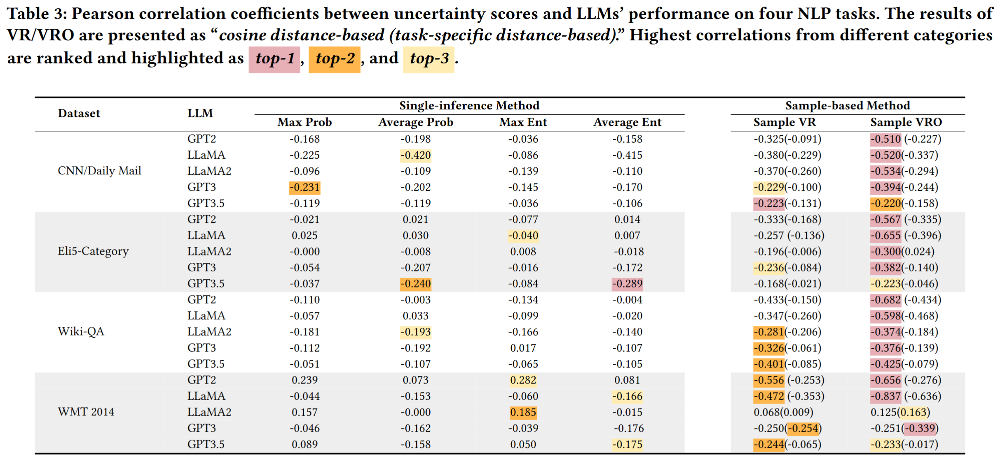 Table 3: Pearson correlation coefficients between uncertainty scores and LLMs’ performance on four NLP tasks. The results of
VR/VRO are presented as “cosine distance-based (task-specific distance-based).” Highest correlations from different categories
are ranked and highlighted as top-1 , top-2 , and top-3 .
Dataset LLM Single-inference Method Sample-based Method
Max Prob Average Prob Max Ent Average Ent Sample VR Sample VRO
CNN/Daily Mail
GPT2 -0.168 -0.198 -0.036 -0.158 -0.325(-0.091) -0.510 (-0.227)
LLaMA -0.225 -0.420 -0.086 -0.415 -0.380(-0.229) -0.520(-0.337)
LLaMA2 -0.096 -0.109 -0.139 -0.110 -0.370(-0.260) -0.534(-0.294)
GPT3 -0.231 -0.202 -0.145 -0.170 -0.229(-0.100) -0.394(-0.244)
GPT3.5 -0.119 -0.119 -0.036 -0.106 -0.223(-0.131) -0.220(-0.158)
Eli5-Category
GPT2 -0.021 0.021 -0.077 0.014 -0.333(-0.168) -0.567 (-0.335)
LLaMA 0.025 0.030 -0.040 0.007 -0.257 (-0.136) -0.655 (-0.396)
LLaMA2 -0.000 -0.008 0.008 -0.018 -0.196(-0.006) -0.300(0.024)
GPT3 -0.054 -0.207 -0.016 -0.172 -0.236(-0.084) -0.382(-0.140)
GPT3.5 -0.037 -0.240 -0.084 -0.289 -0.168(-0.021) -0.223(-0.046)
Wiki-QA
GPT2 -0.110 -0.003 -0.134 -0.004 -0.433(-0.150) -0.682 (-0.434)
LLaMA -0.057 0.033 -0.099 -0.020 -0.347(-0.260) -0.598(-0.468)
LLaMA2 -0.181 -0.193 -0.166 -0.140 -0.281(-0.206) -0.374(-0.184)
GPT3 -0.112 -0.192 0.017 -0.107 -0.326(-0.061) -0.376(-0.139)
GPT3.5 -0.051 -0.107 -0.065 -0.105 -0.401(-0.085) -0.425(-0.079)
WMT 2014
GPT2 0.239 0.073 0.282 0.081 -0.556 (-0.253) -0.656 (-0.276)
LLaMA -0.044 -0.153 -0.060 -0.166 -0.472 (-0.353) -0.837 (-0.636)
LLaMA2 0.157 -0.000 0.185 -0.015 0.068(0.009) 0.125(0.163)
GPT3 -0.046 -0.162 -0.039 -0.176 -0.250(-0.254) -0.251(-0.339)
GPT3.5 0.089 -0.158 0.050 -0.175 -0.244(-0.065) -0.233(-0.017)